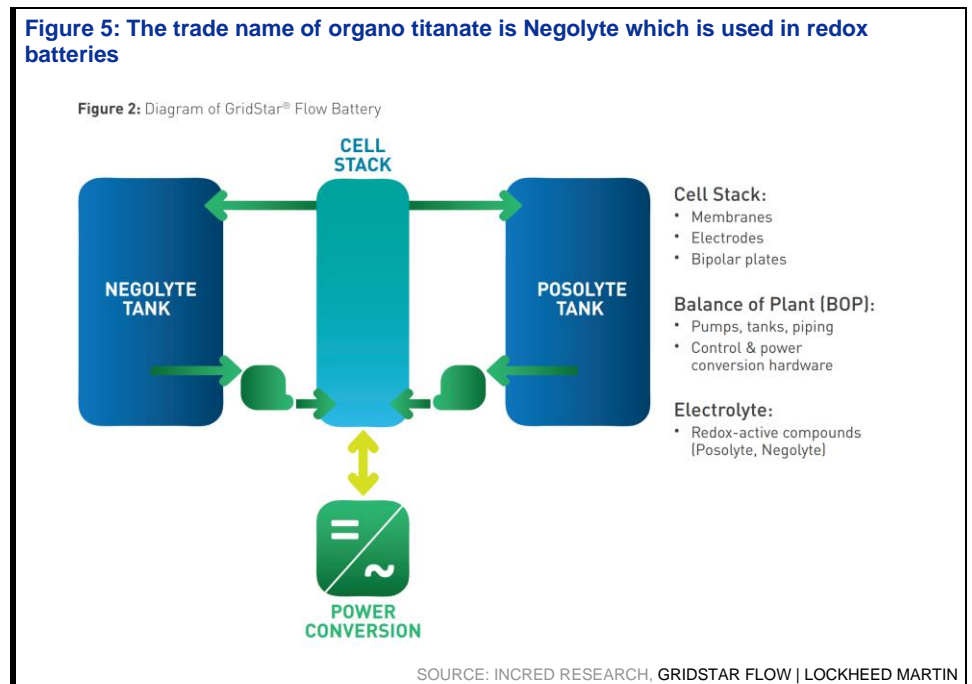 Figure 5: The trade name of organo titanate is Negolyte which is used in redox
batteries
Figure 2: Diagram of GridStar® Flow Battery
CELL
STACK
NEGOLYTE
TANK
POSOLYTE
TANK
Cell Stack:
• Membranes
• Electrodes
• Bipolar plates
Balance of Plant (BOP):
• Pumps, tanks, piping
• Control & power
conversion hardware
Electrolyte:
• Redox-active compounds
(Posolyte, Negolyte)
POWER
CONVERSION
SOURCE: INCRED RESEARCH, GRIDSTAR FLOW | LOCKHEED MARTIN